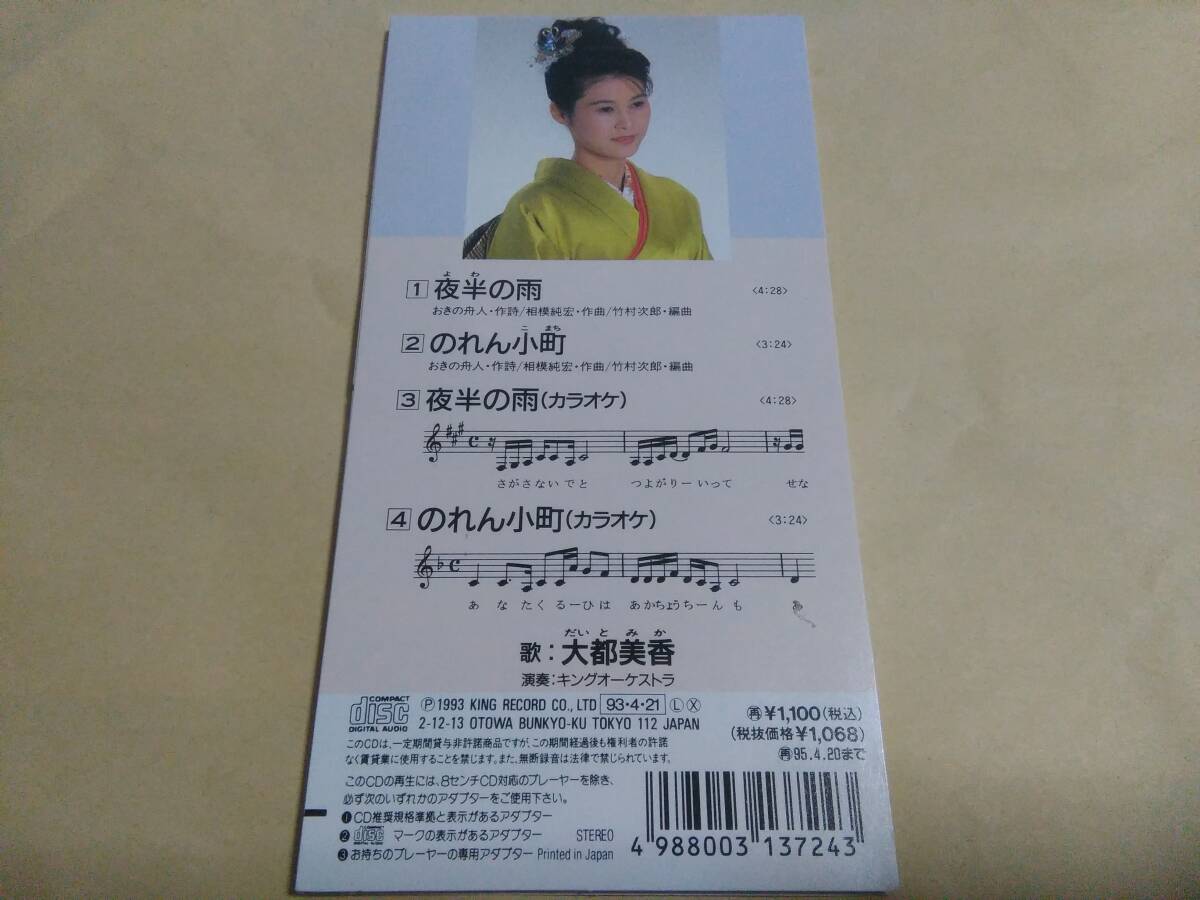 よわ
1 夜半の雨 <4:28>
おきの舟人・作詩/相模純宏・作曲/竹村次郎・編曲
こまち
2 のれん小町 <3:24>
おきの舟人・作詩/相模純宏・作曲/竹村次郎・編曲
3 夜半の雨(カラオケ) <4:28>
さがさないでと つよがりーいって せな
4 のれん小町(カラオケ) <3:24>
あなたくるーひは あかちょうちーんも あ
だいとみか
歌:大都美香
演奏:キングオーケストラ
COMPACT disc DIGITAL AUDIO
Ⓟ1993 KING RECORD CO., LTD 93・4・21 Ⓛ Ⓧ
2-12-13 OTOWA BUNKYO-KU TOKYO 112 JAPAN
再¥1,100(税込)
(税抜価格¥1,068)
再95.4.20まで
このCDは、一定期間貸与非許諾商品ですが、この期間経過後も権利者の許諾
なく賃貸業に使用することを禁じます。また、無断録音は法律で禁じられています。
このCDの再生には、8センチCD対応のプレーヤーを除き、
必ず次のいずれかのアダプターをご使用下さい。
❶CD推奨規格準拠と表示があるアダプター
❷ disc マークの表示があるアダプター STEREO
❸お持ちのプレーヤーの専用アダプター Printed in Japan
4 988003 137243